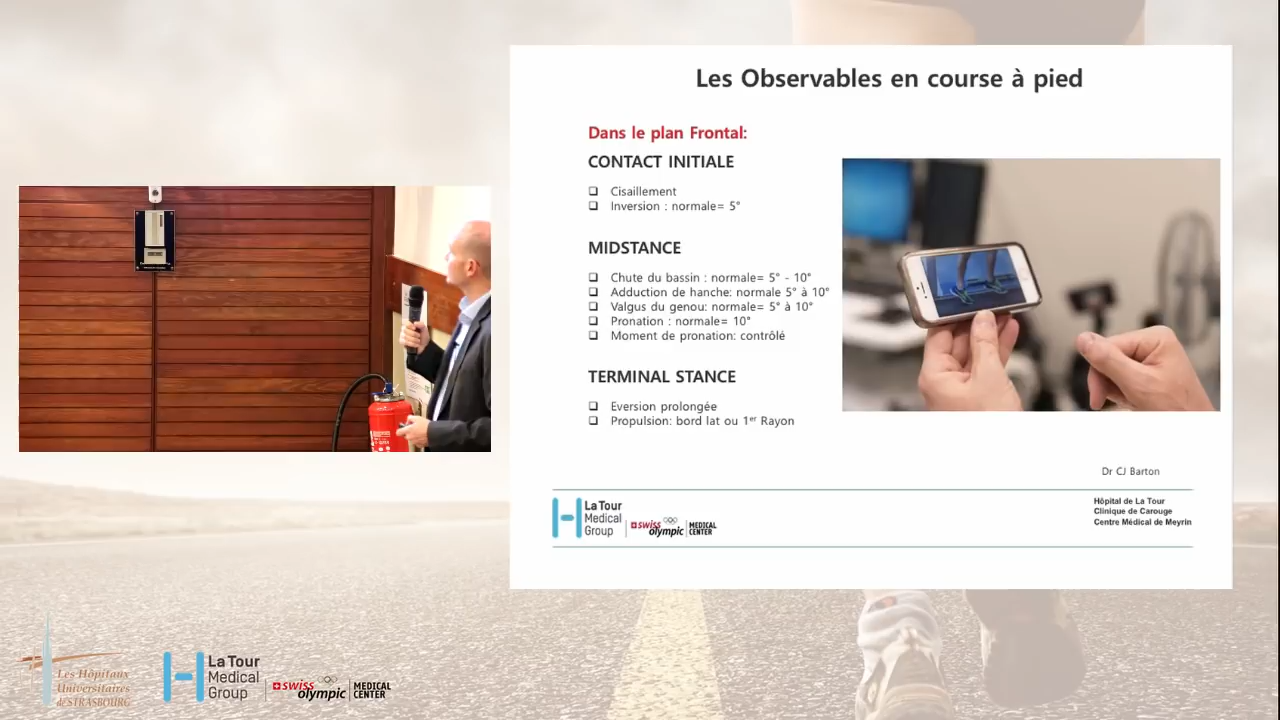 Les Observables en course à pied
Dans le plan Frontal:
CONTACT INITIALE
❑ Cisaillement
❑ Inversion : normale= 5°
MIDSTANCE
❑ Chute du bassin : normale= 5° - 10°
❑ Adduction de hanche: normale 5° à 10°
❑ Valgus du genou: normale= 5° à 10°
❑ Pronation : normale= 10°
❑ Moment de pronation: contrôlé
TERMINAL STANCE
❑ Eversion prolongée
❑ Propulsion: bord lat ou 1er Rayon
Dr CJ Barton
La Tour
Medical
Group
swiss
olympic
MEDICAL
CENTER
Hôpital de La Tour
Clinique de Carouge
Centre Médical de Meyrin
Les Hôpitaux
Universitaires
de STRASBOURG
La Tour
Medical
Group
swiss
olympic
MEDICAL
CENTER